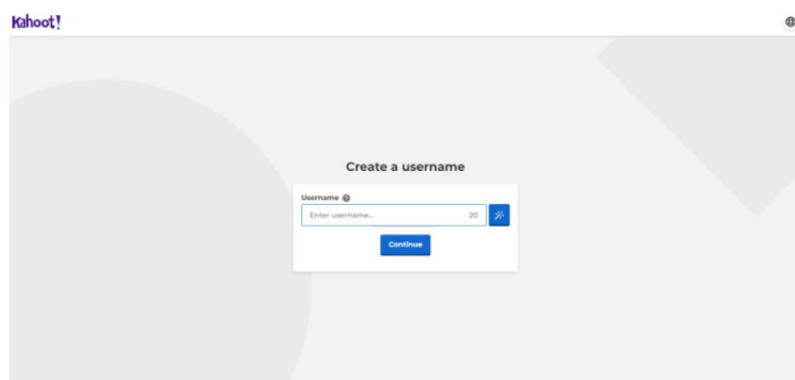 Kahoot!
Create a username
Username ?
Enter username... 20
Continue